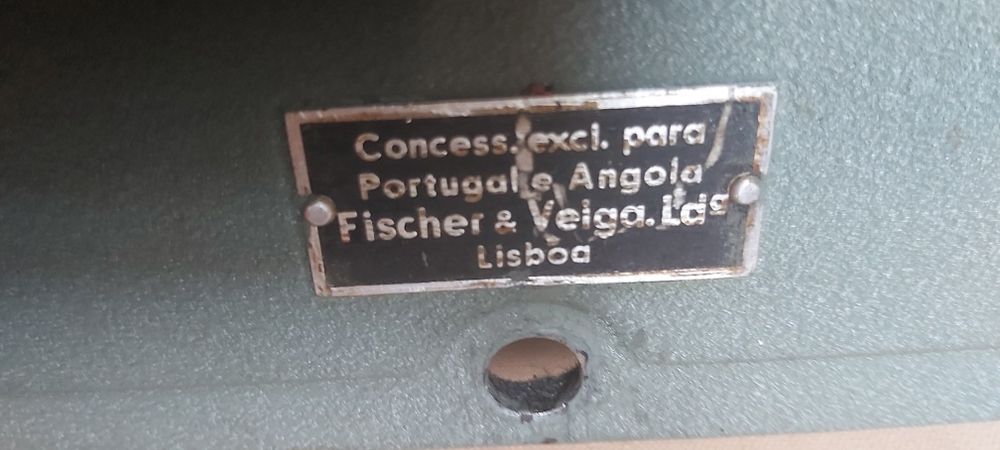 Concess. excl. para
Portugal e Angola
Fischer & Veiga. Ldª
Lisboa